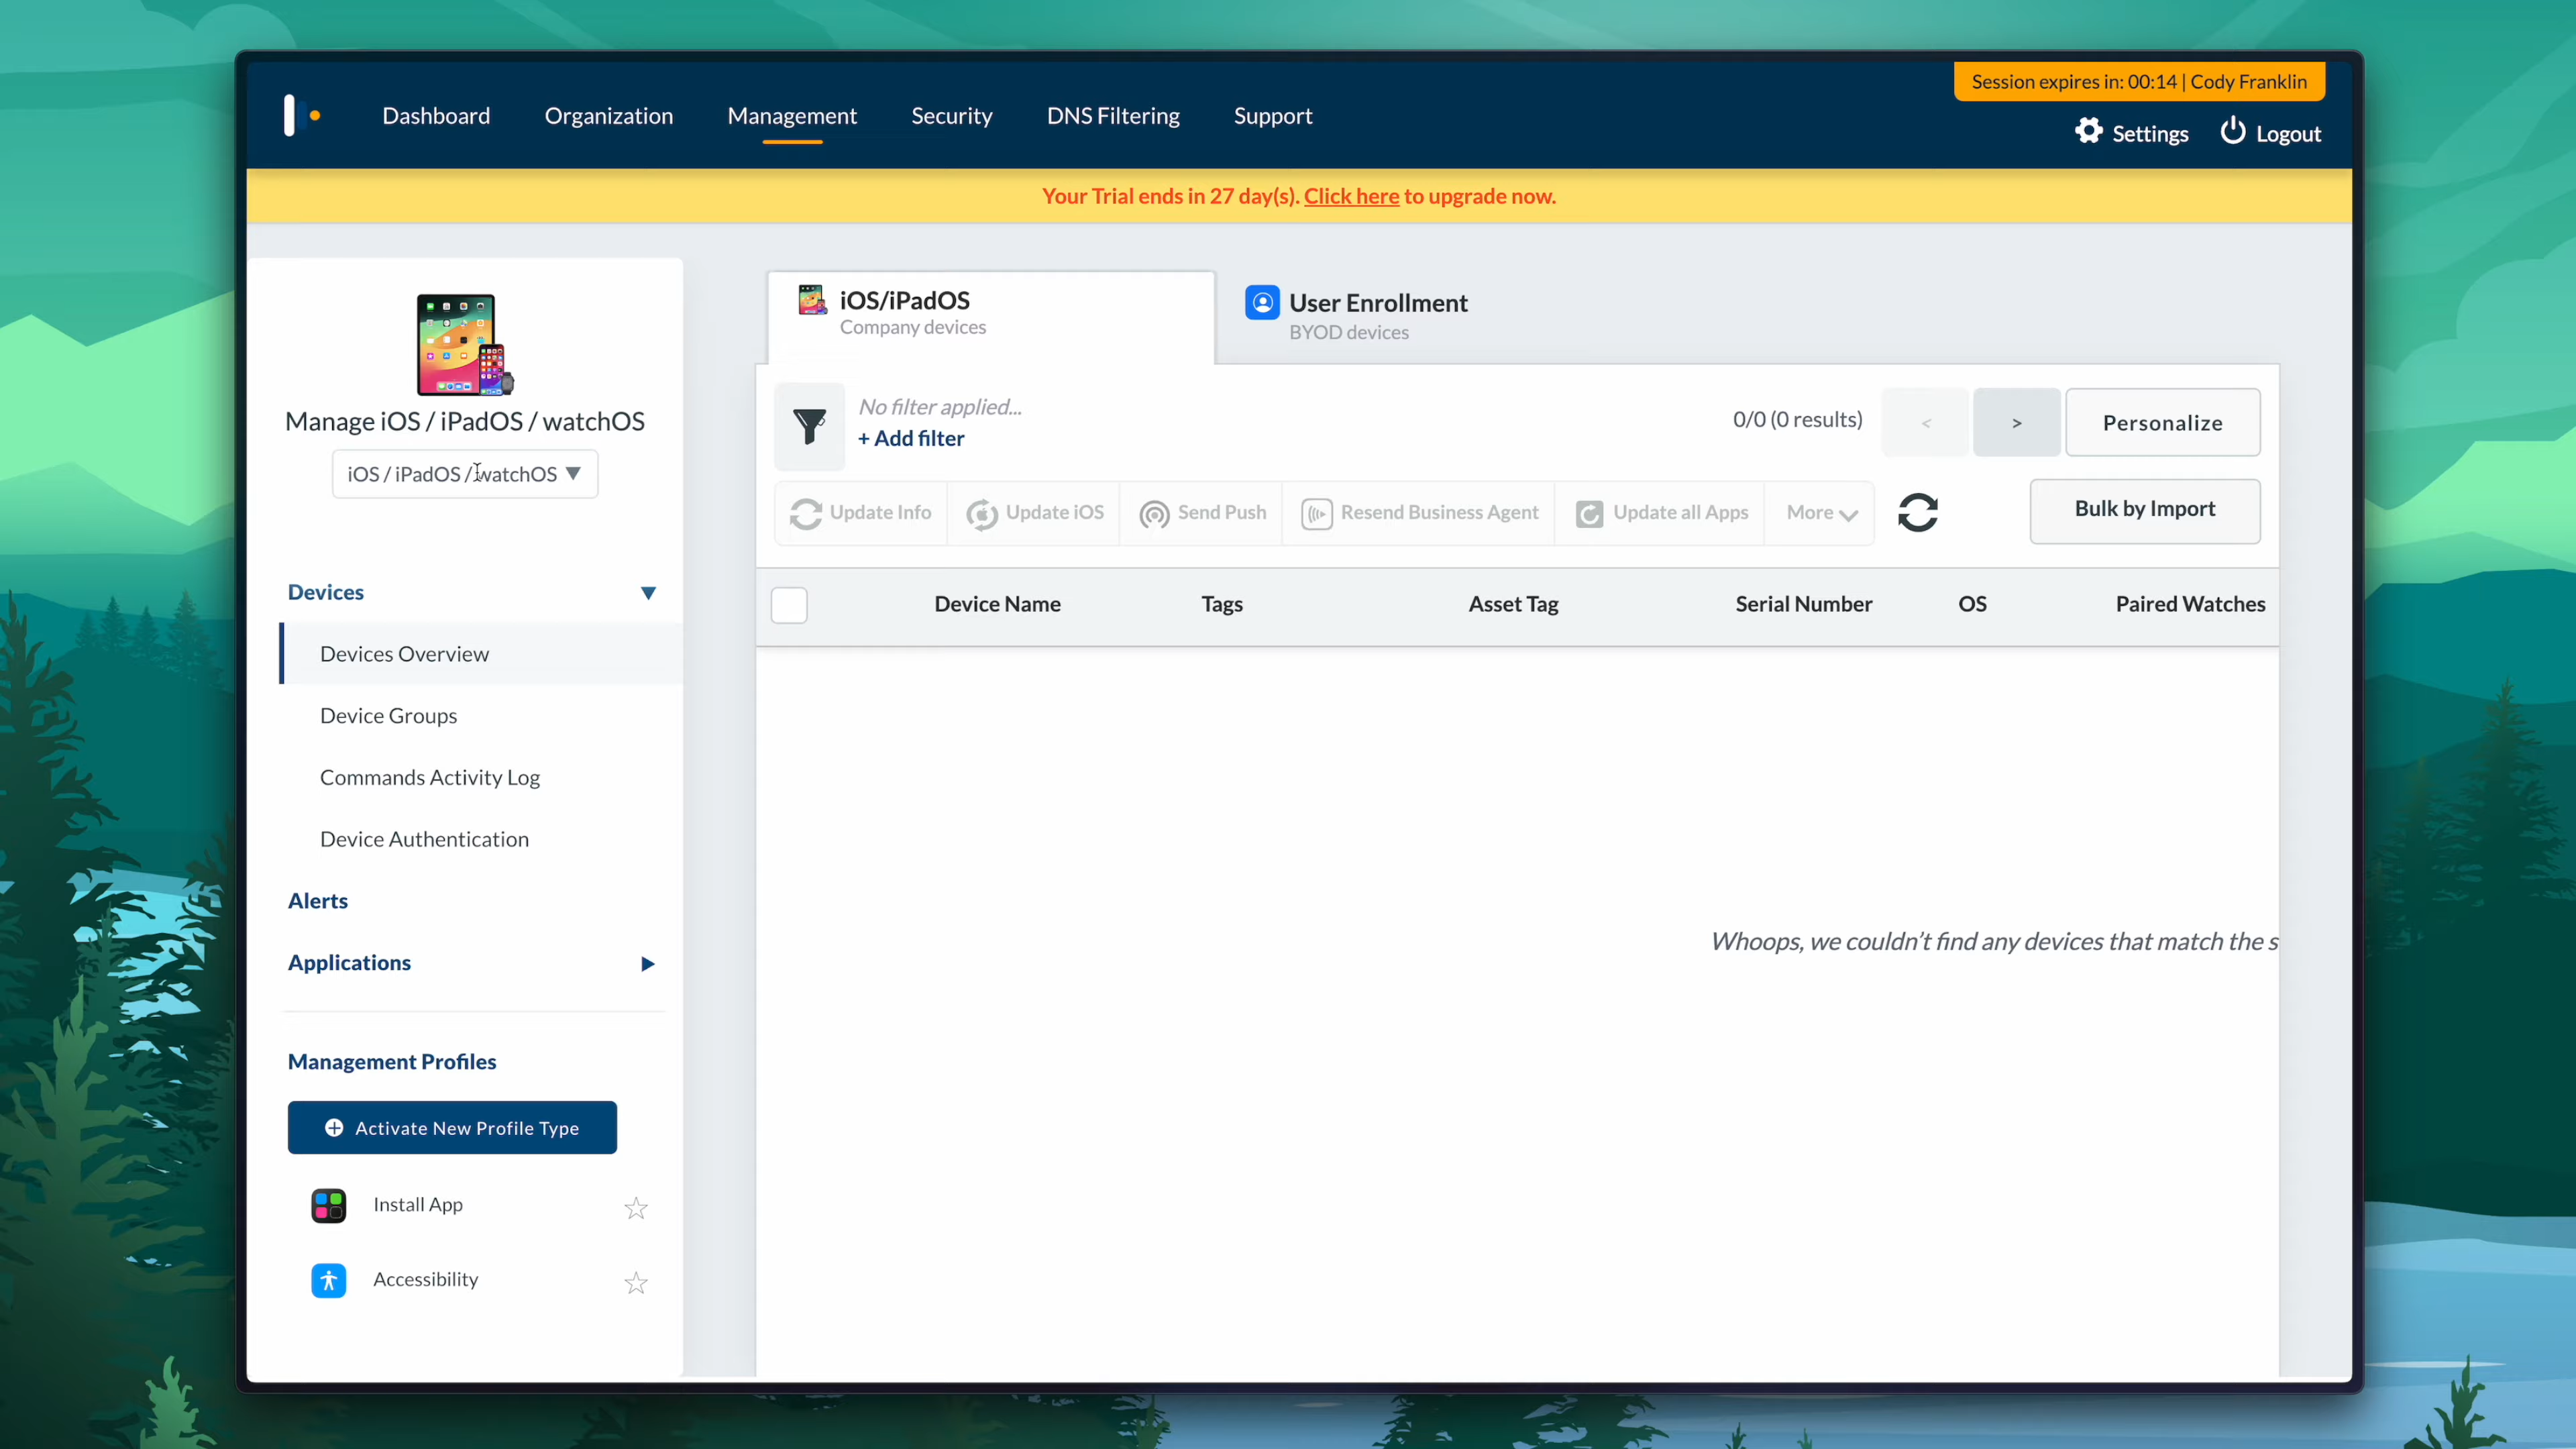 Session expires in: 00:14 | Cody Franklin
Dashboard
Organization
Management
Security
DNS Filtering
Support
Settings
Logout
Your Trial ends in 27 day(s). Click here to upgrade now.
Manage iOS / iPadOS / watchOS
iOS / iPadOS / watchOS
Devices
Devices Overview
Device Groups
Commands Activity Log
Device Authentication
Alerts
Applications
Management Profiles
Activate New Profile Type
Install App
Accessibility
iOS/iPadOS
Company devices
User Enrollment
BYOD devices
No filter applied...
+ Add filter
0/0 (0 results)
<
>
Personalize
Update Info
Update iOS
Send Push
Resend Business Agent
Update all Apps
More
Bulk by Import
Device Name
Tags
Asset Tag
Serial Number
OS
Paired Watches
Whoops, we couldn't find any devices that match the s